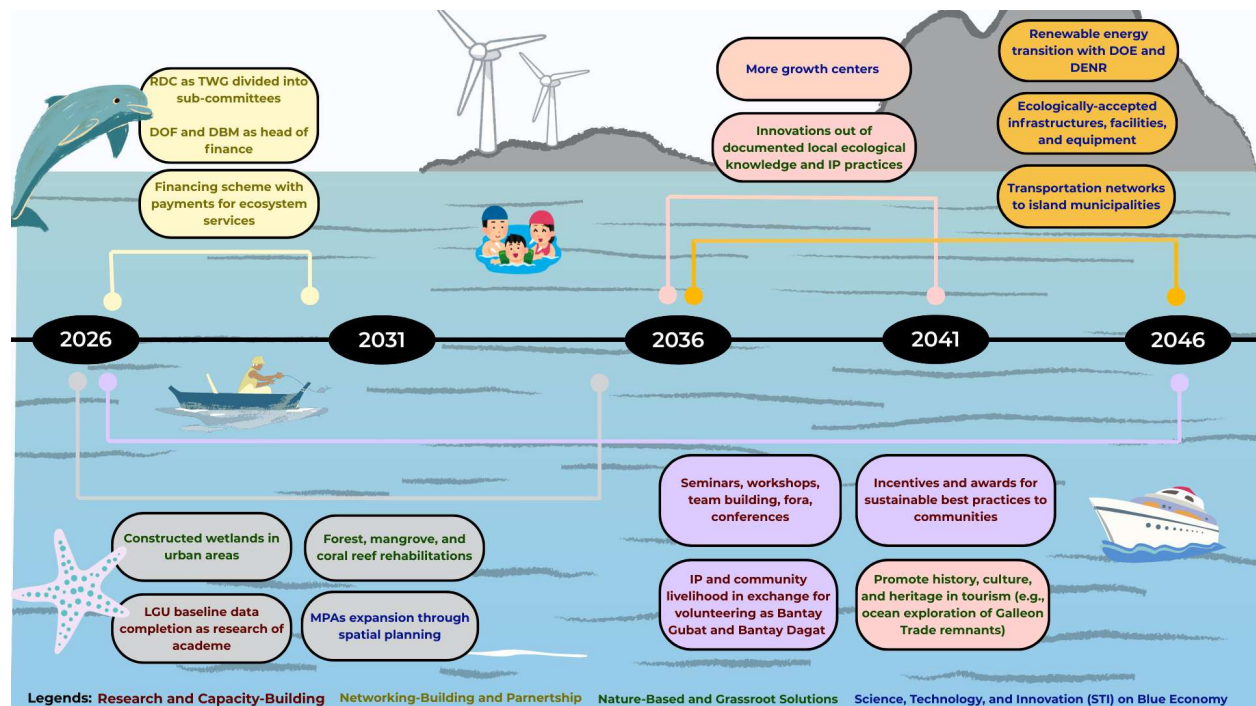 RDC as TWG divided into
sub-committees
DOF and DBM as head of
finance
Financing scheme with
payments for ecosystem
services
More growth centers
Innovations out of
documented local ecological
knowledge and IP practices
Renewable energy
transition with DOE and
DENR
Ecologically-accepted
infrastructures, facilities,
and equipment
Transportation networks
to island municipalities
2026
2031
2036
2041
2046
Constructed wetlands in
urban areas
Forest, mangrove, and
coral reef rehabilitations
LGU baseline data
completion as research of
academe
MPAs expansion through
spatial planning
Seminars, workshops,
team building, fora,
conferences
Incentives and awards for
sustainable best practices to
communities
IP and community
livelihood in exchange for
volunteering as Bantay
Gubat and Bantay Dagat
Promote history, culture,
and heritage in tourism (e.g.,
ocean exploration of Galleon
Trade remnants)
Legends: Research and Capacity-Building Networking-Building and Parnertship Nature-Based and Grassroot Solutions Science, Technology, and Innovation (STI) on Blue Economy